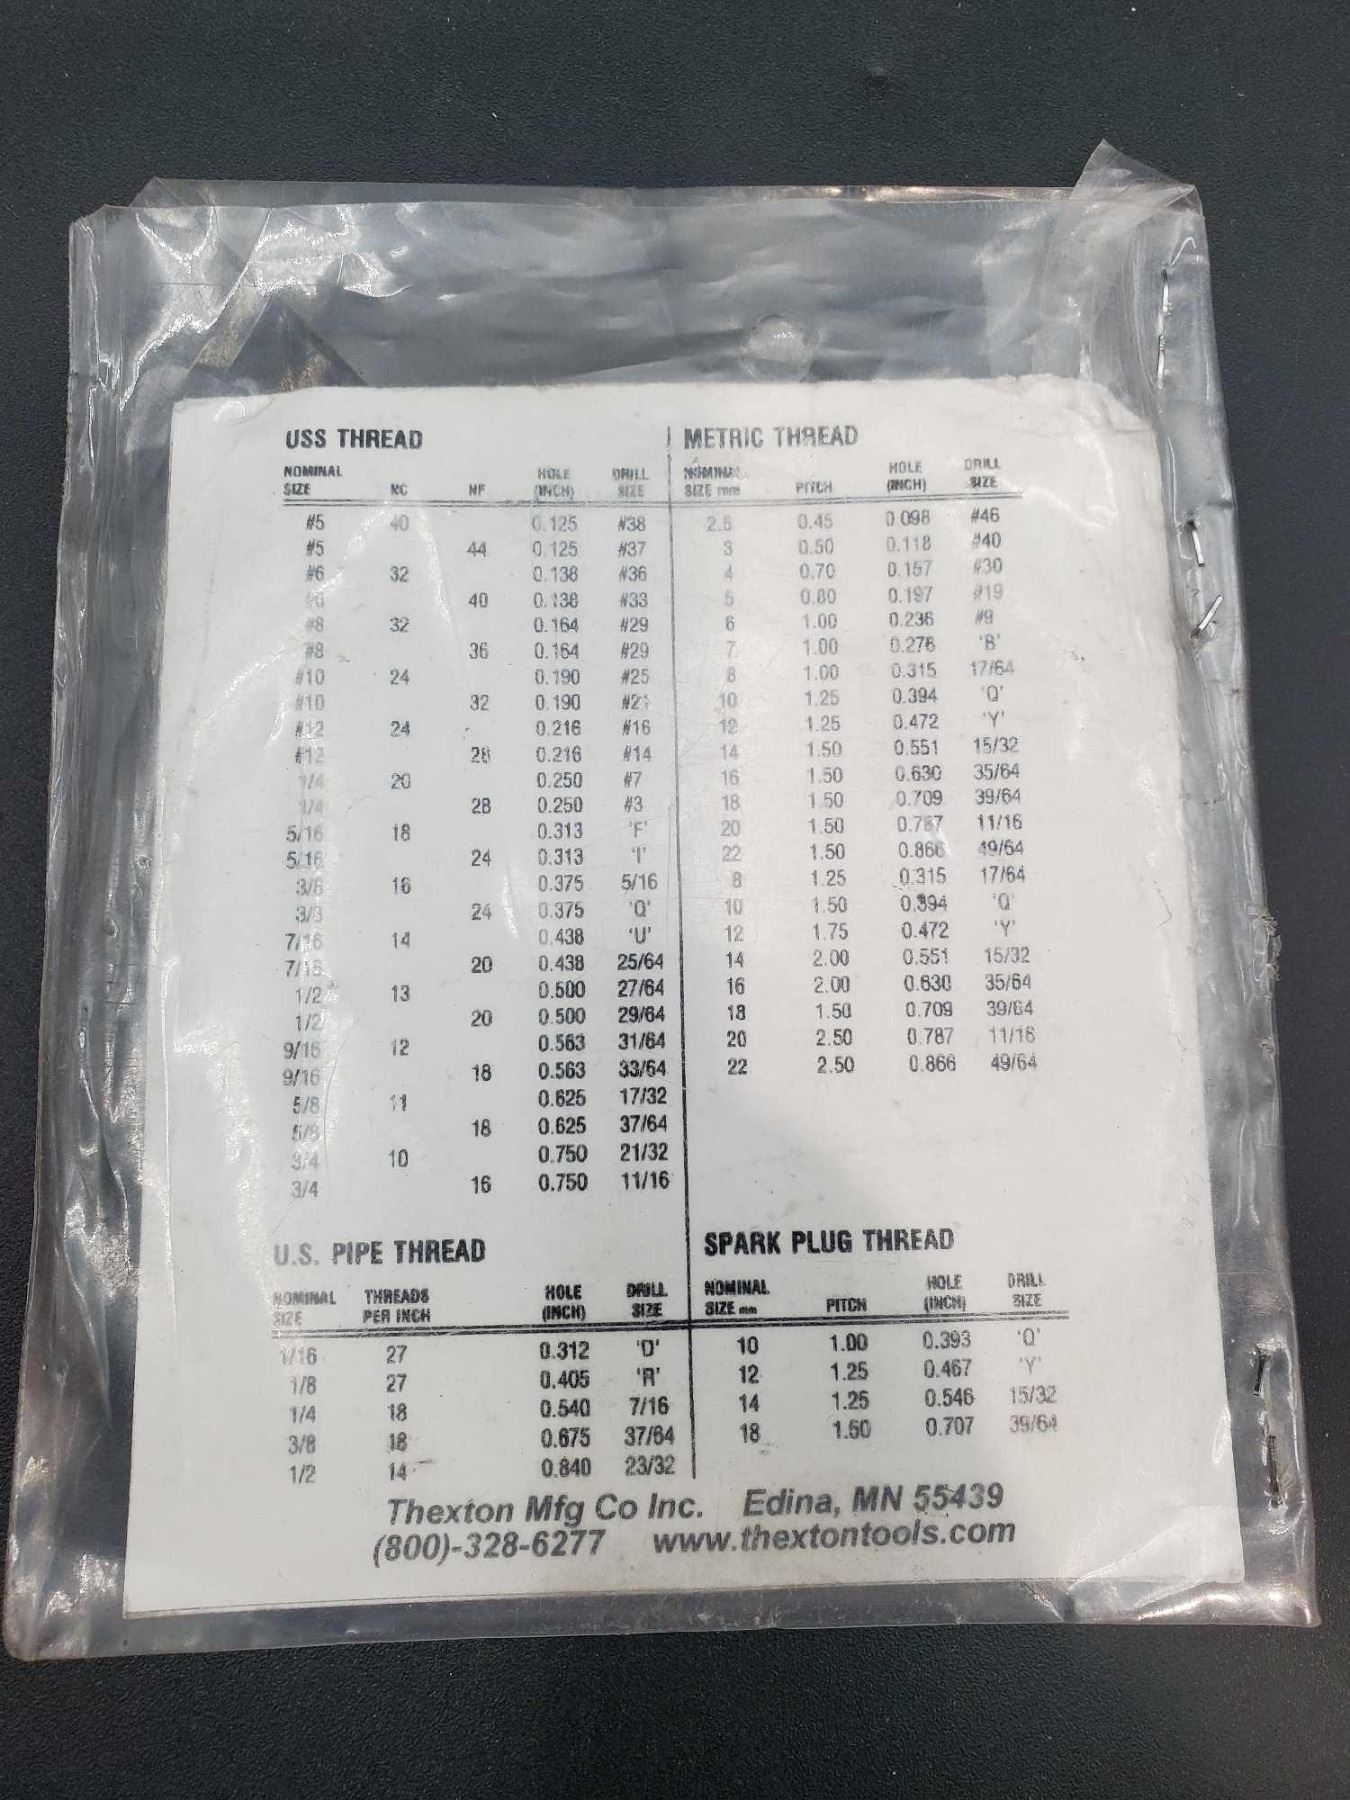 USS THREAD
NOMINAL SIZE NC NF HOLE (INCH) DRILL SIZE
#5 40 0.125 #38
#5 44 0.125 #37
#6 32 0.138 #36
#6 40 0.138 #33
#8 32 0.164 #29
#8 36 0.164 #29
#10 24 0.190 #25
#10 32 0.190 #21
#12 24 0.216 #16
#12 28 0.216 #14
1/4 20 0.250 #7
1/4 28 0.250 #3
5/16 18 0.313 'F'
5/16 24 0.313 'I'
3/8 16 0.375 5/16
3/8 24 0.375 'Q'
7/16 14 0.438 'U'
7/16 20 0.438 25/64
1/2 13 0.500 27/64
1/2 20 0.500 29/64
9/16 12 0.563 31/64
9/16 18 0.563 33/64
5/8 11 0.625 17/32
5/8 18 0.625 37/64
3/4 10 0.750 21/32
3/4 16 0.750 11/16
METRIC THREAD
NOMINAL SIZE mm PITCH HOLE (INCH) DRILL SIZE
2.5 0.45 0.098 #46
3 0.50 0.118 #40
4 0.70 0.157 #30
5 0.80 0.197 #19
6 1.00 0.236 #9
7 1.00 0.276 'B'
8 1.00 0.315 17/64
10 1.25 0.394 'Q'
12 1.25 0.472 'Y'
14 1.50 0.551 15/32
16 1.50 0.630 35/64
18 1.50 0.709 39/64
20 1.50 0.787 11/16
22 1.50 0.866 49/64
8 1.25 0.315 17/64
10 1.50 0.394 'Q'
12 1.75 0.472 'Y'
14 2.00 0.551 15/32
16 2.00 0.630 35/64
18 1.50 0.709 39/64
20 2.50 0.787 11/16
22 2.50 0.866 49/64
U.S. PIPE THREAD
NOMINAL SIZE THREADS PER INCH HOLE (INCH) DRILL SIZE
1/16 27 0.312 'D'
1/8 27 0.405 'R'
1/4 18 0.540 7/16
3/8 18 0.675 37/64
1/2 14 0.840 23/32
SPARK PLUG THREAD
NOMINAL SIZE mm PITCH HOLE (INCH) DRILL SIZE
10 1.00 0.393 'Q'
12 1.25 0.467 'Y'
14 1.25 0.546 15/32
18 1.50 0.707 39/64
Thexton Mfg Co Inc. Edina, MN 55439
(800)-328-6277 www.thextontools.com